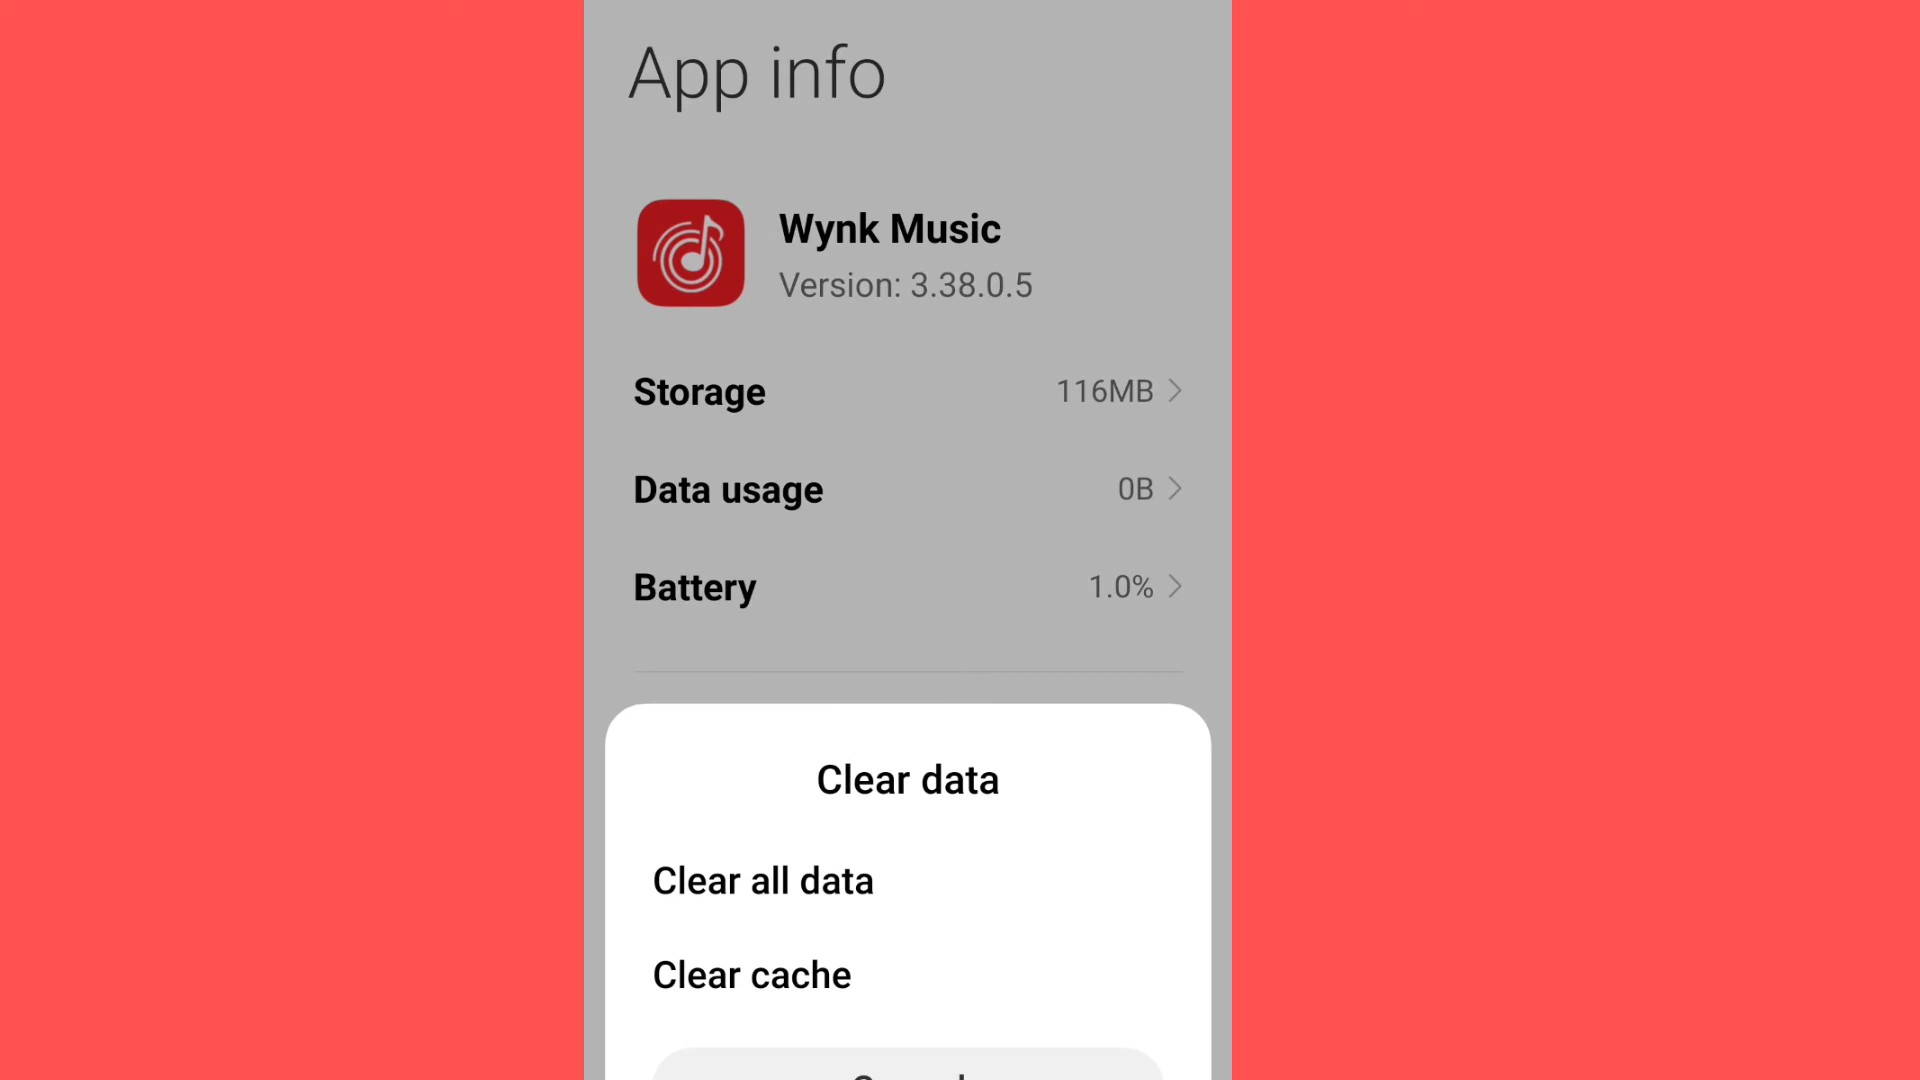 App info
Wynk Music
Version: 3.38.0.5
Storage 116MB
Data usage 0B
Battery 1.0%
Clear data
Clear all data
Clear cache